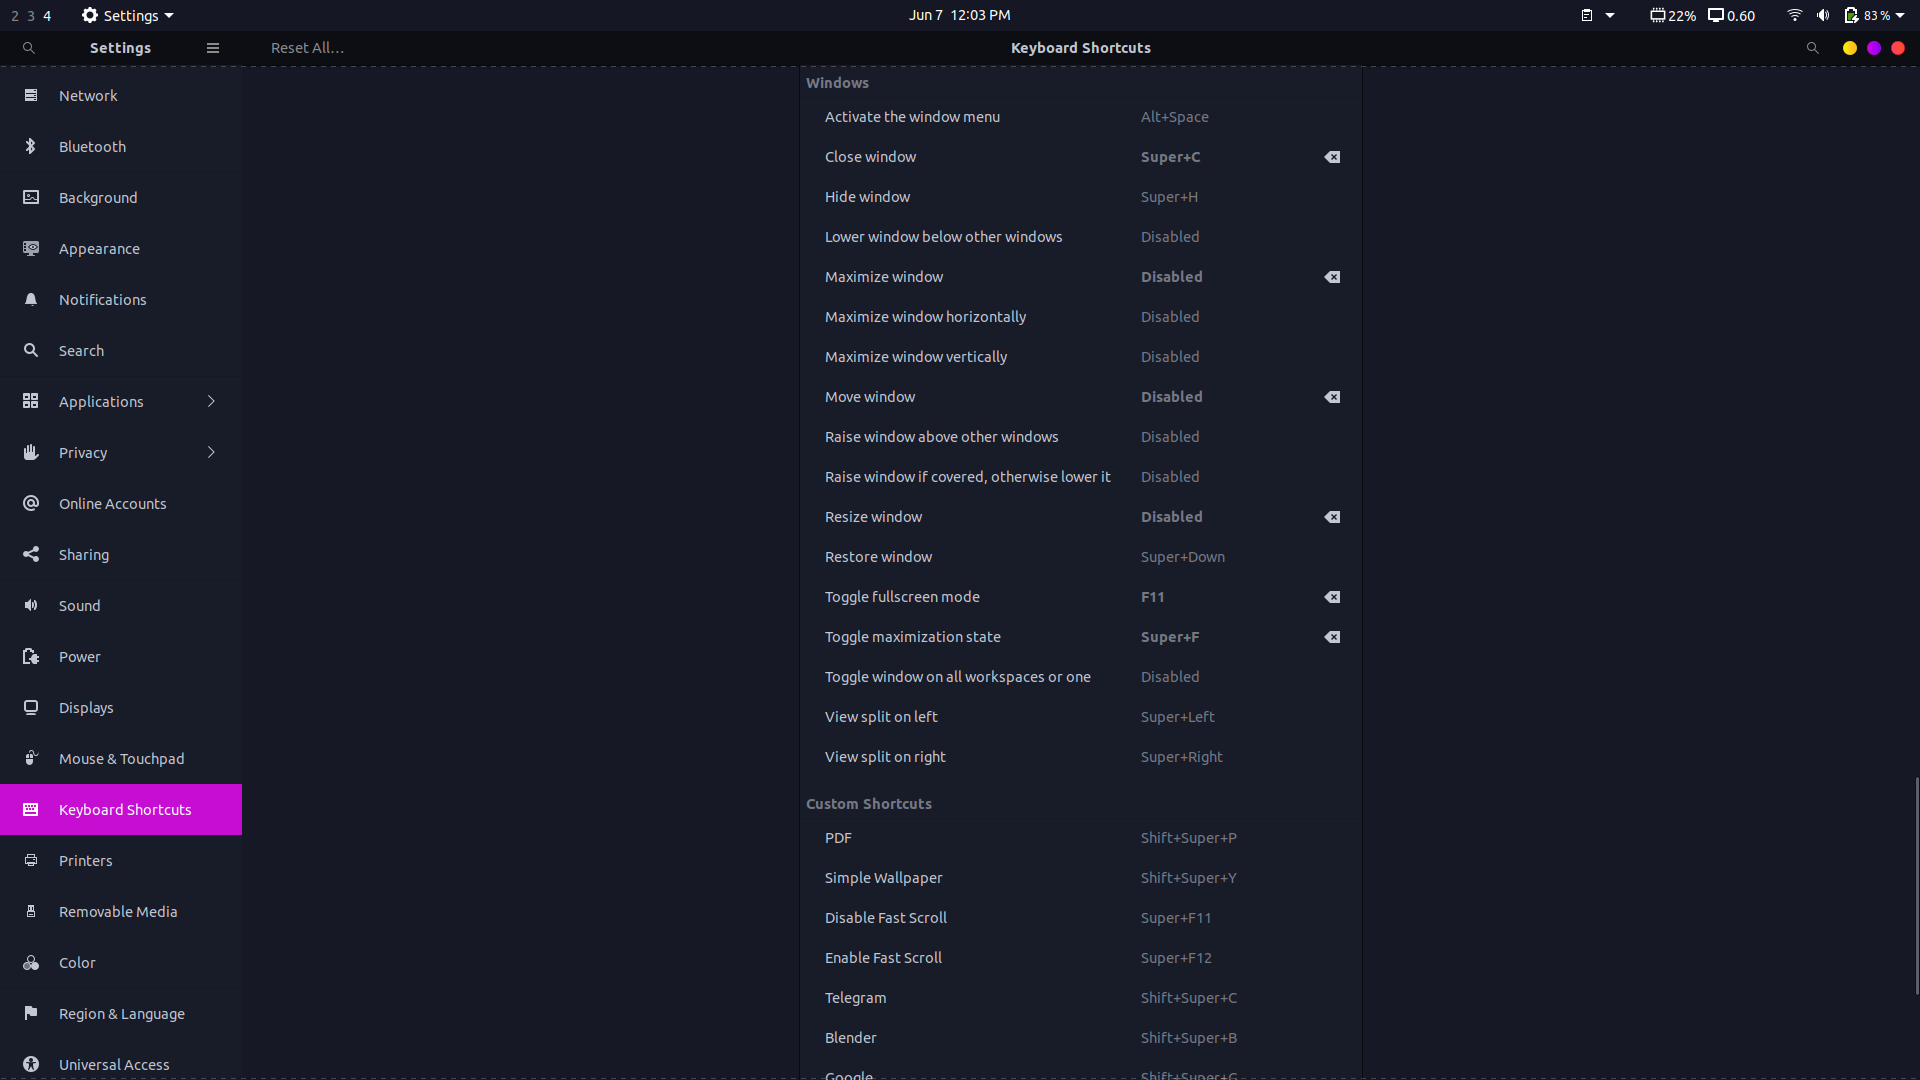 2 3 4 Settings Jun 7 12:03 PM 22% 0.60 83 %
Settings Reset All... Keyboard Shortcuts
Network
Bluetooth
Background
Appearance
Notifications
Search
Applications
Privacy
Online Accounts
Sharing
Sound
Power
Displays
Mouse & Touchpad
Keyboard Shortcuts
Printers
Removable Media
Color
Region & Language
Universal Access
Windows
Activate the window menu Alt+Space
Close window Super+C
Hide window Super+H
Lower window below other windows Disabled
Maximize window Disabled
Maximize window horizontally Disabled
Maximize window vertically Disabled
Move window Disabled
Raise window above other windows Disabled
Raise window if covered, otherwise lower it Disabled
Resize window Disabled
Restore window Super+Down
Toggle fullscreen mode F11
Toggle maximization state Super+F
Toggle window on all workspaces or one Disabled
View split on left Super+Left
View split on right Super+Right
Custom Shortcuts
PDF Shift+Super+P
Simple Wallpaper Shift+Super+Y
Disable Fast Scroll Super+F11
Enable Fast Scroll Super+F12
Telegram Shift+Super+C
Blender Shift+Super+B
Google Shift+Super+G